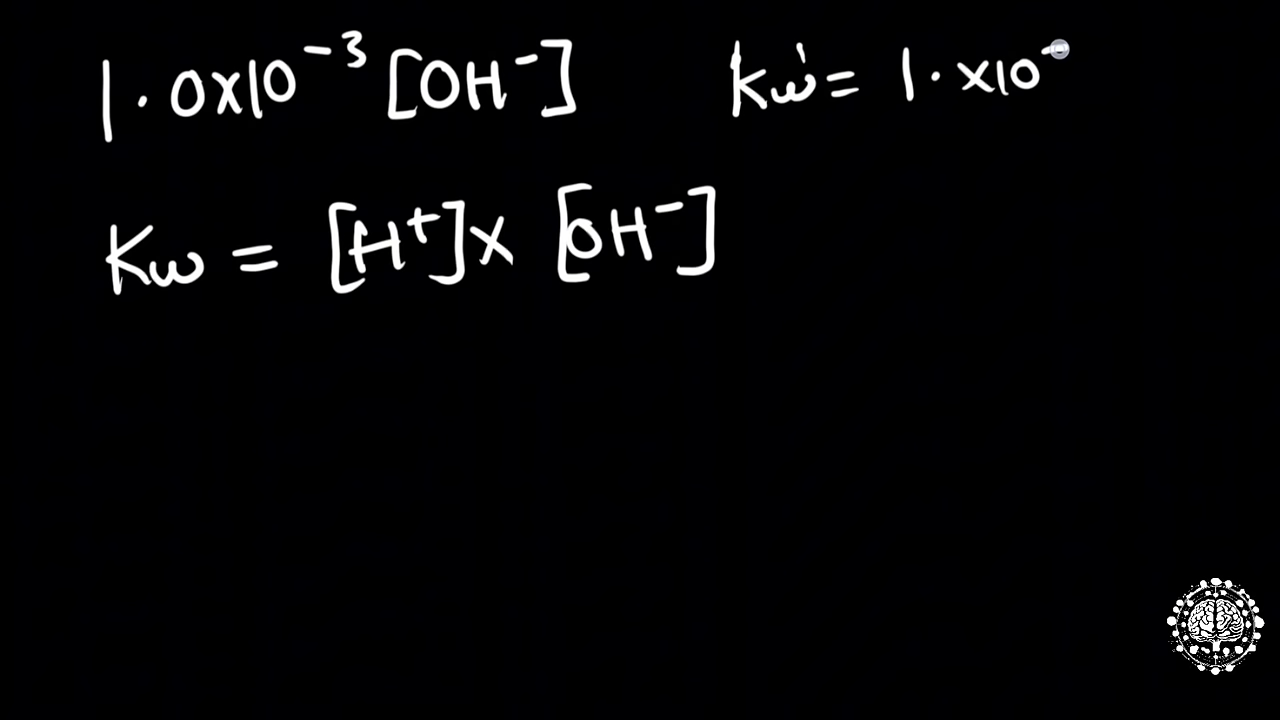 1.0x10⁻³ [OH⁻] Kw = 1. x10⁻
Kw = [H⁺] x [OH⁻]